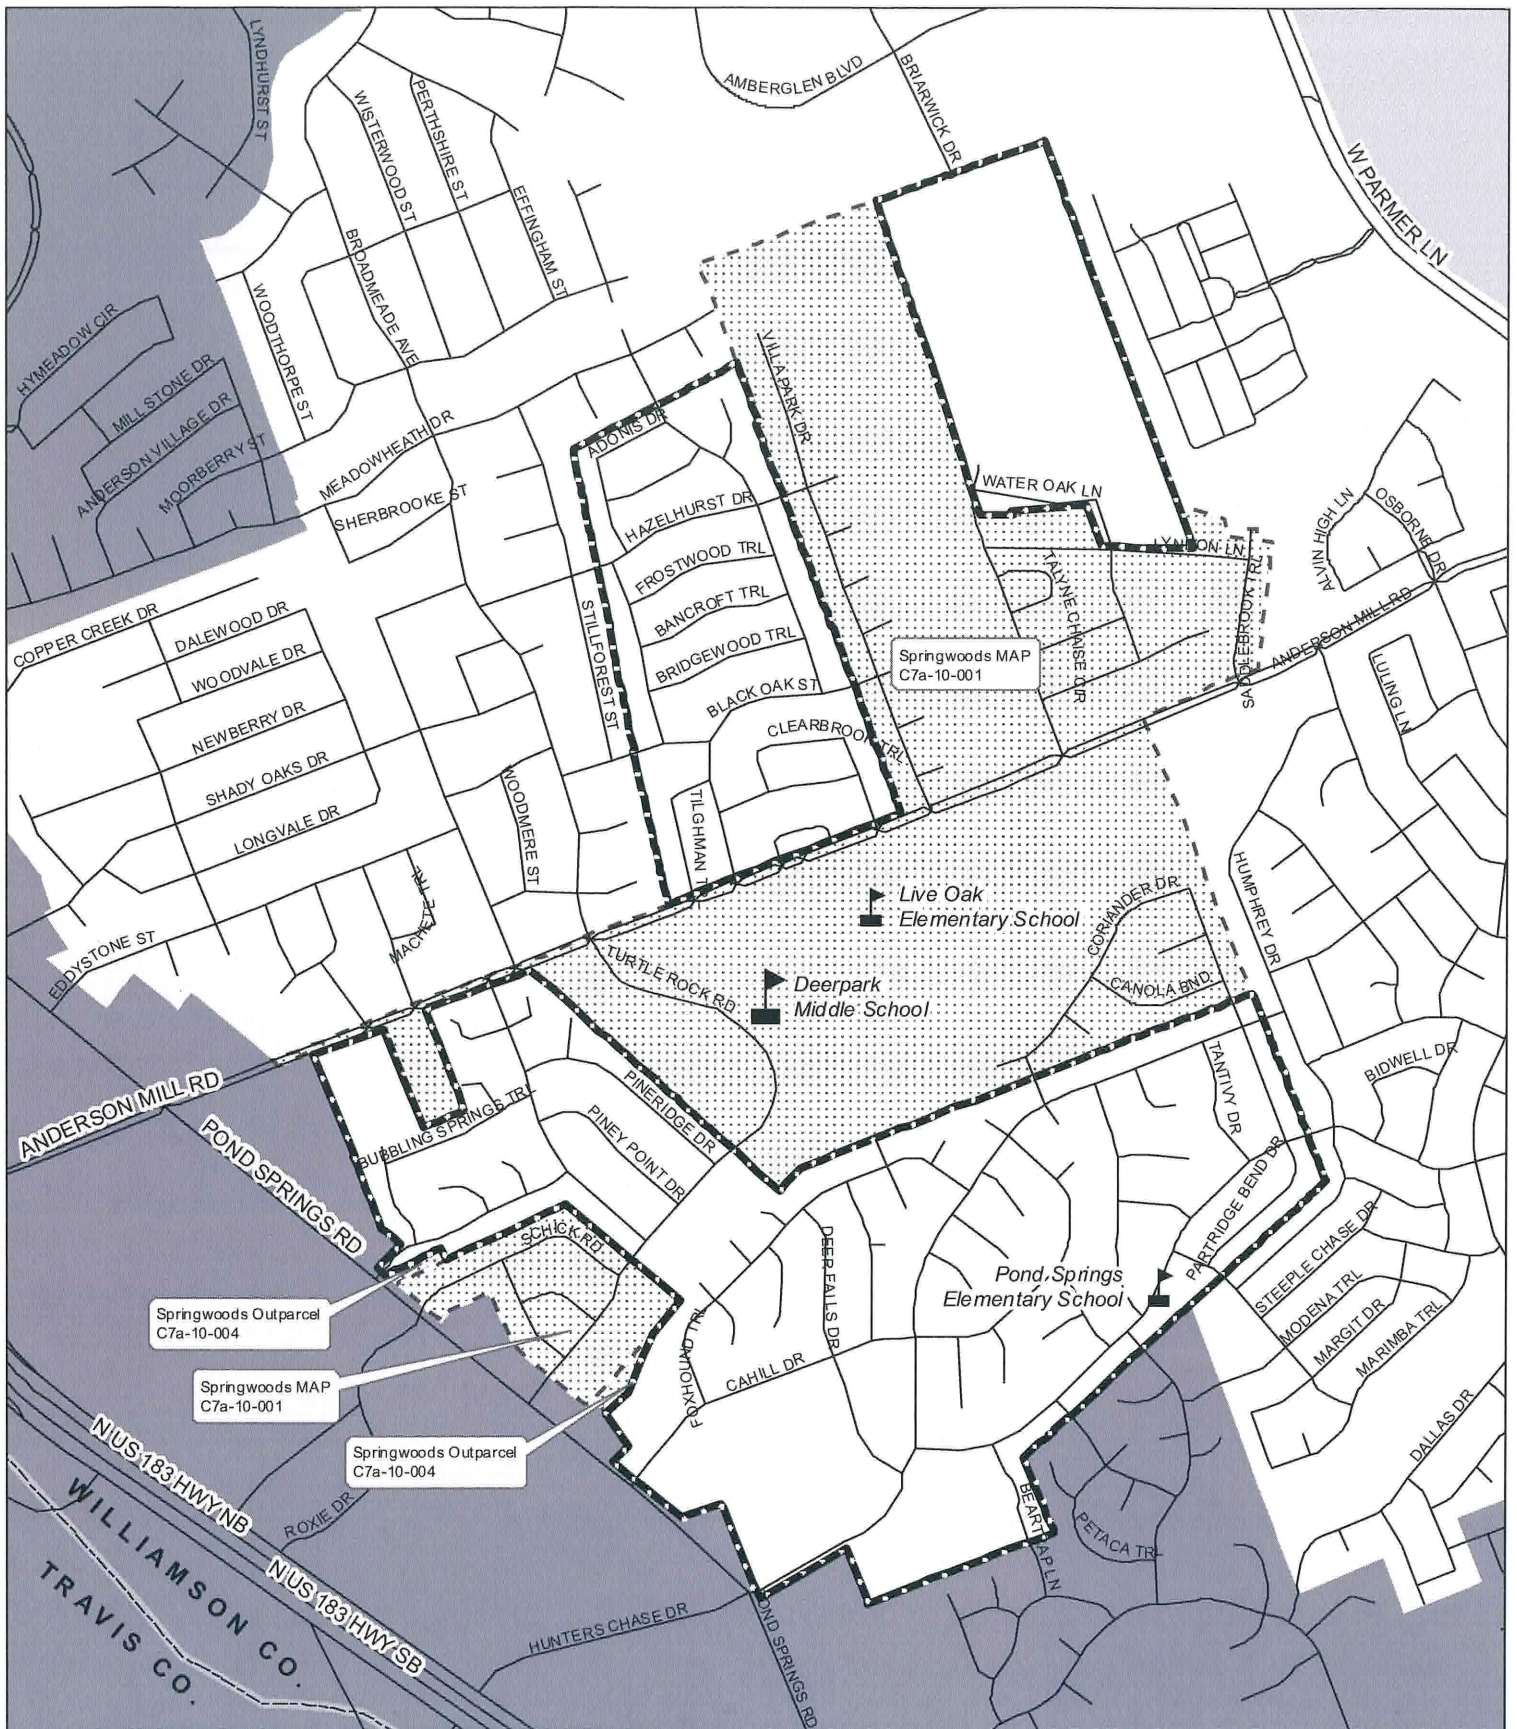 LYNDHURST ST
AMBERGLEN BLVD
BRIARWICK DR
W PARMER LN
WISTERWOOD ST
PERTHSHIRE ST
EFFINGHAM ST
BROADMEADE AVE
WOODTHORPE ST
HYMEADOW CIR
MILL STONE DR
ANDERSON VILLAGE DR
MOORBERRY ST
MEADOWHEATH DR
SHERBROOKE ST
ADONIS DR
VILLA PARK DR
HAZELHURST DR
FROSTWOOD TRL
BANCROFT TRL
BRIDGEWOOD TRL
BLACK OAK ST
CLEARBROOK TRL
STILLFOREST ST
TILGHMAN T
WATER OAK LN
LYNDON LN
TALYNE CHAISE CIR
SADDLEBROOK TRL
ALVIN HIGH LN
OSBORNE DR
ANDERSON MILL RD
LULING LN
Springwoods MAP
C7a-10-001
COPPER CREEK DR
DALEWOOD DR
WOODVALE DR
NEWBERRY DR
SHADY OAKS DR
LONGVALE DR
WOODMERE ST
MACHETE TRL
EDDYSTONE ST
Live Oak
Elementary School
Deerpark
Middle School
TURTLE ROCK RD
CORIANDER DR
CANOLA BND
HUMPHREY DR
BIDWELL DR
TANTIVY DR
PARTRIDGE BEND DR
ANDERSON MILL RD
POND SPRINGS RD
BUBBLING SPRINGS TRL
PINERIDGE DR
PINEY POINT DR
SCHICK RD
DEER FALLS DR
Pond Springs
Elementary School
STEEPLE CHASE DR
MODENA TRL
MARGIT DR
MARIMBA TRL
DALLAS DR
Springwoods Outparcel
C7a-10-004
Springwoods MAP
C7a-10-001
Springwoods Outparcel
C7a-10-004
FOXHOUND TRL
CAHILL DR
N US 183 HWY NB
N US 183 HWY SB
WILLIAMSON CO.
TRAVIS CO.
ROXIE DR
HUNTERS CHASE DR
OND SPRINGS RD
BEARTRAP LN
PETACA TRL